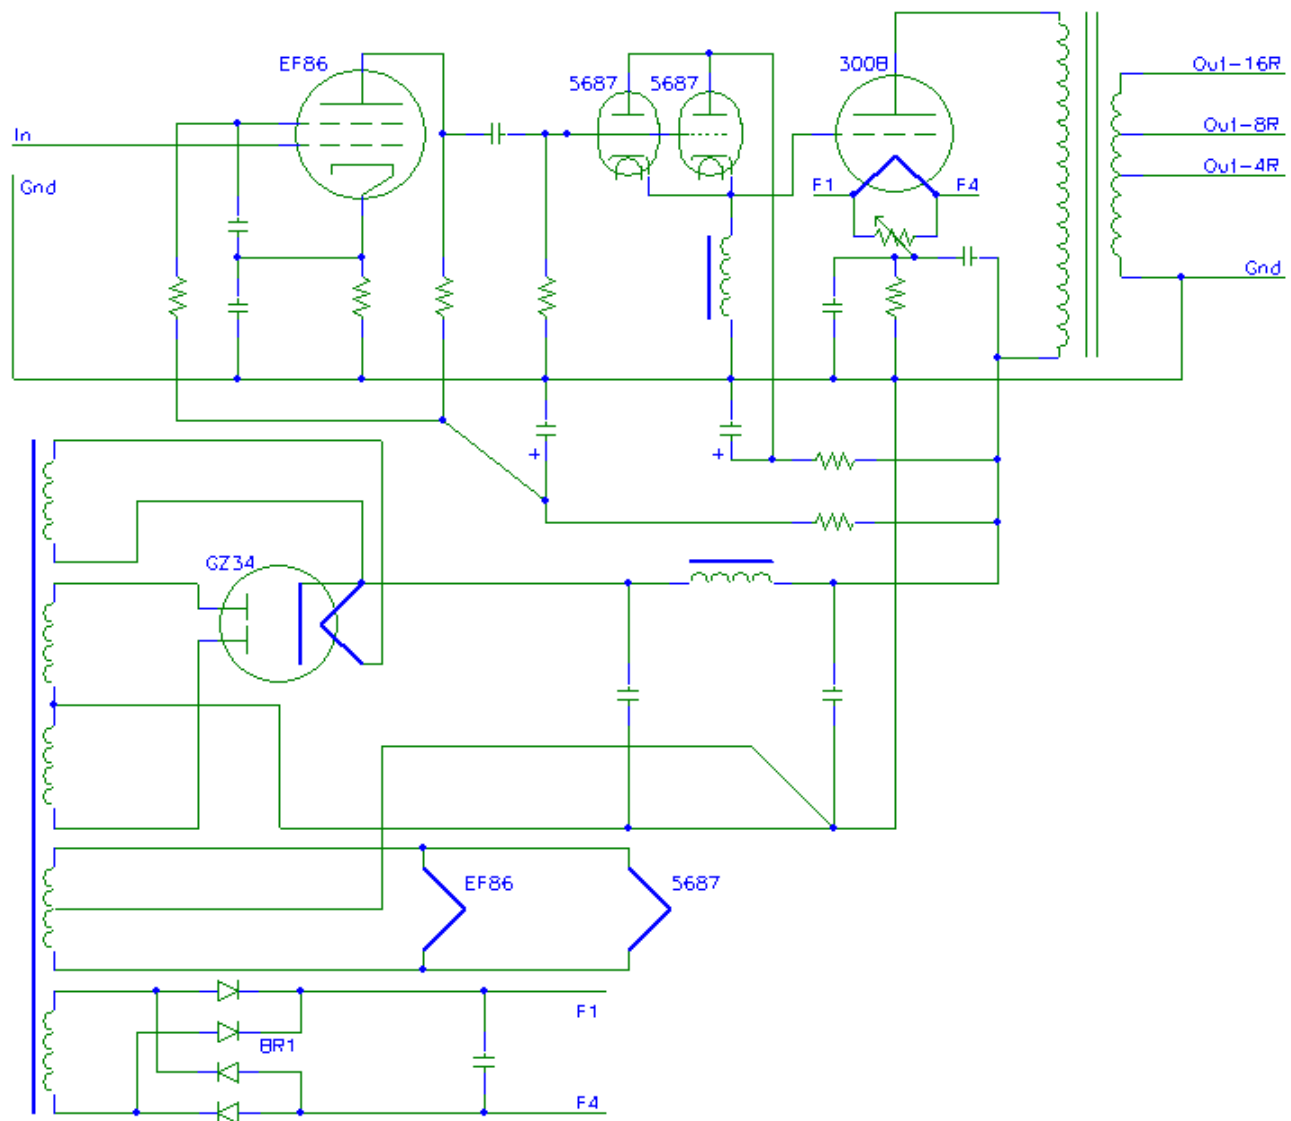 EF86
5687 5687
300B
Out-16R
In
Out-8R
Out-4R
Gnd
F1
F4
Gnd
+
+
GZ34
EF86
5687
F1
BR1
F4